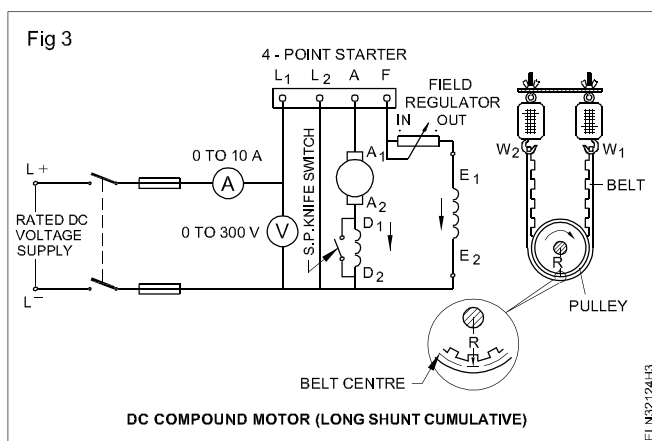 Fig 3
4 - POINT STARTER
L1 L2 A F
FIELD
REGULATOR
IN OUT
0 TO 10 A
A
L+
RATED DC
VOLTAGE
SUPPLY
L-
0 TO 300 V
V
S.P.KNIFE SWITCH
A1
A2
D1
D2
E1
E2
W2 W1
BELT
R
PULLEY
R
BELT CENTRE
DC COMPOUND MOTOR (LONG SHUNT CUMULATIVE)
ELN32124H3